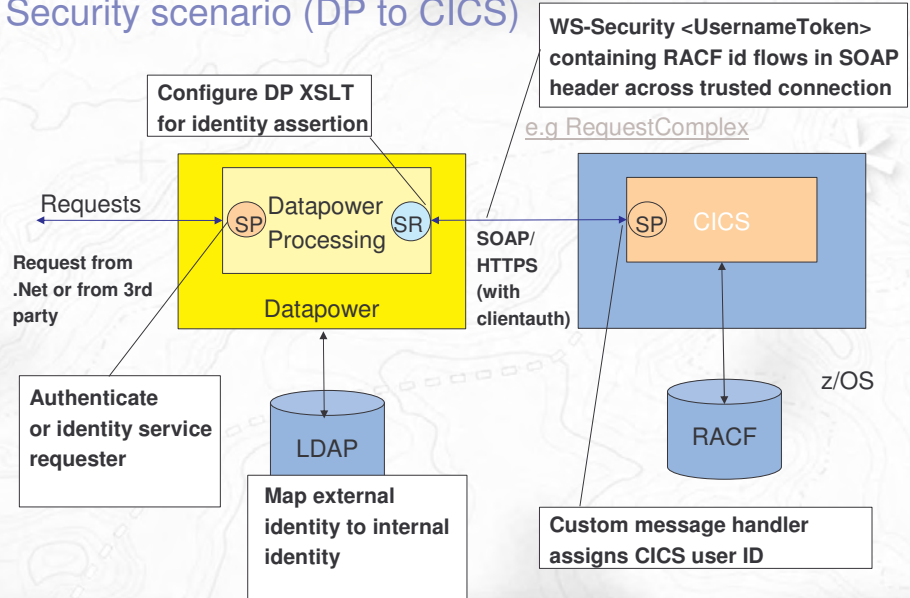 Security scenario (DP to CICS)
WS-Security <UsernameToken>
containing RACF id flows in SOAP
header across trusted connection
Configure DP XSLT
for identity assertion
e.g RequestComplex
Requests
SP
Datapower
Processing
SR
SP
CICS
SOAP/
HTTPS
(with
clientauth)
Request from
.Net or from 3rd
party
Datapower
Authenticate
or identity service
requester
z/OS
LDAP
RACF
Map external
identity to internal
identity
Custom message handler
assigns CICS user ID